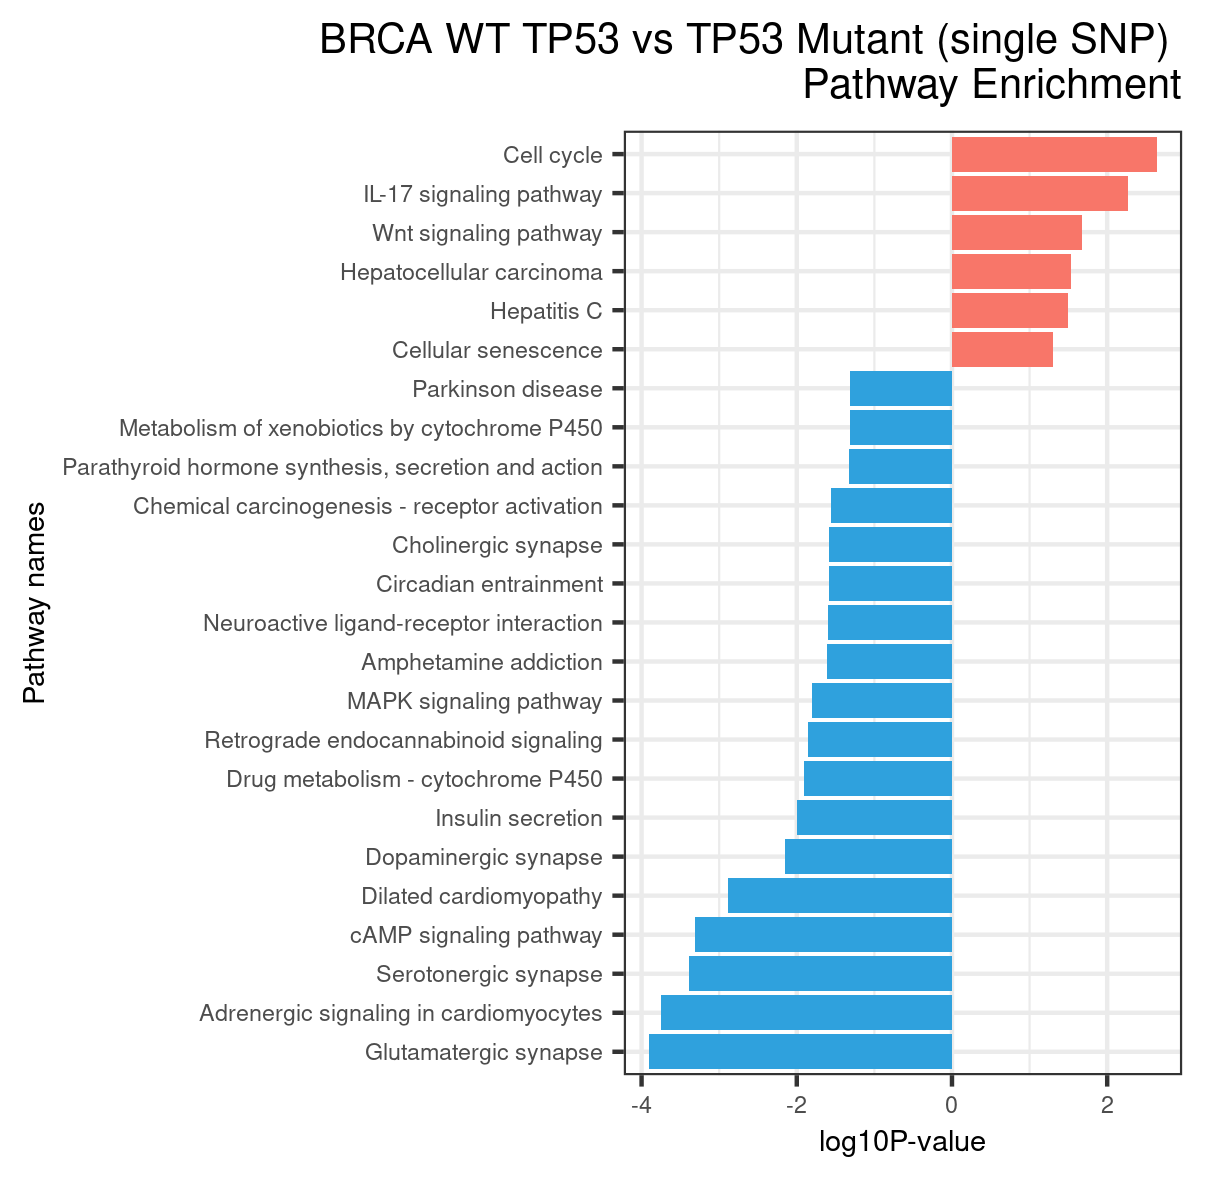 BRCA WT TP53 vs TP53 Mutant (single SNP)
Pathway Enrichment
Pathway names
Cell cycle
IL-17 signaling pathway
Wnt signaling pathway
Hepatocellular carcinoma
Hepatitis C
Cellular senescence
Parkinson disease
Metabolism of xenobiotics by cytochrome P450
Parathyroid hormone synthesis, secretion and action
Chemical carcinogenesis - receptor activation
Cholinergic synapse
Circadian entrainment
Neuroactive ligand-receptor interaction
Amphetamine addiction
MAPK signaling pathway
Retrograde endocannabinoid signaling
Drug metabolism - cytochrome P450
Insulin secretion
Dopaminergic synapse
Dilated cardiomyopathy
cAMP signaling pathway
Serotonergic synapse
Adrenergic signaling in cardiomyocytes
Glutamatergic synapse
-4 -2 0 2
log10P-value